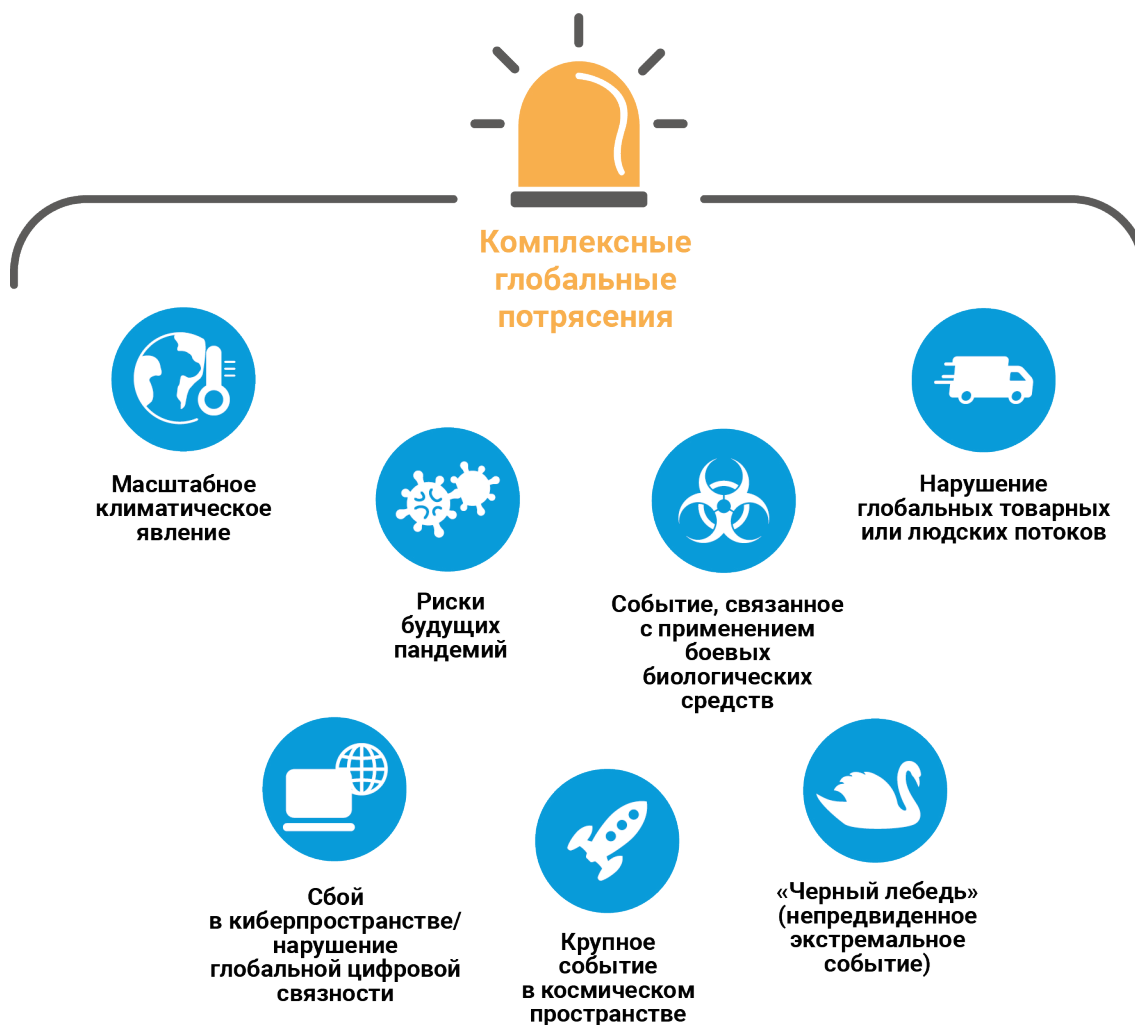 Комплексные
глобальные
потрясения
Масштабное
климатическое
явление
Риски
будущих
пандемий
Событие, связанное
с применением
боевых
биологических
средств
Нарушение
глобальных товарных
или людских потоков
Сбой
в киберпространстве/
нарушение
глобальной цифровой
связности
Крупное
событие
в космическом
пространстве
«Черный лебедь»
(непредвиденное
экстремальное
событие)